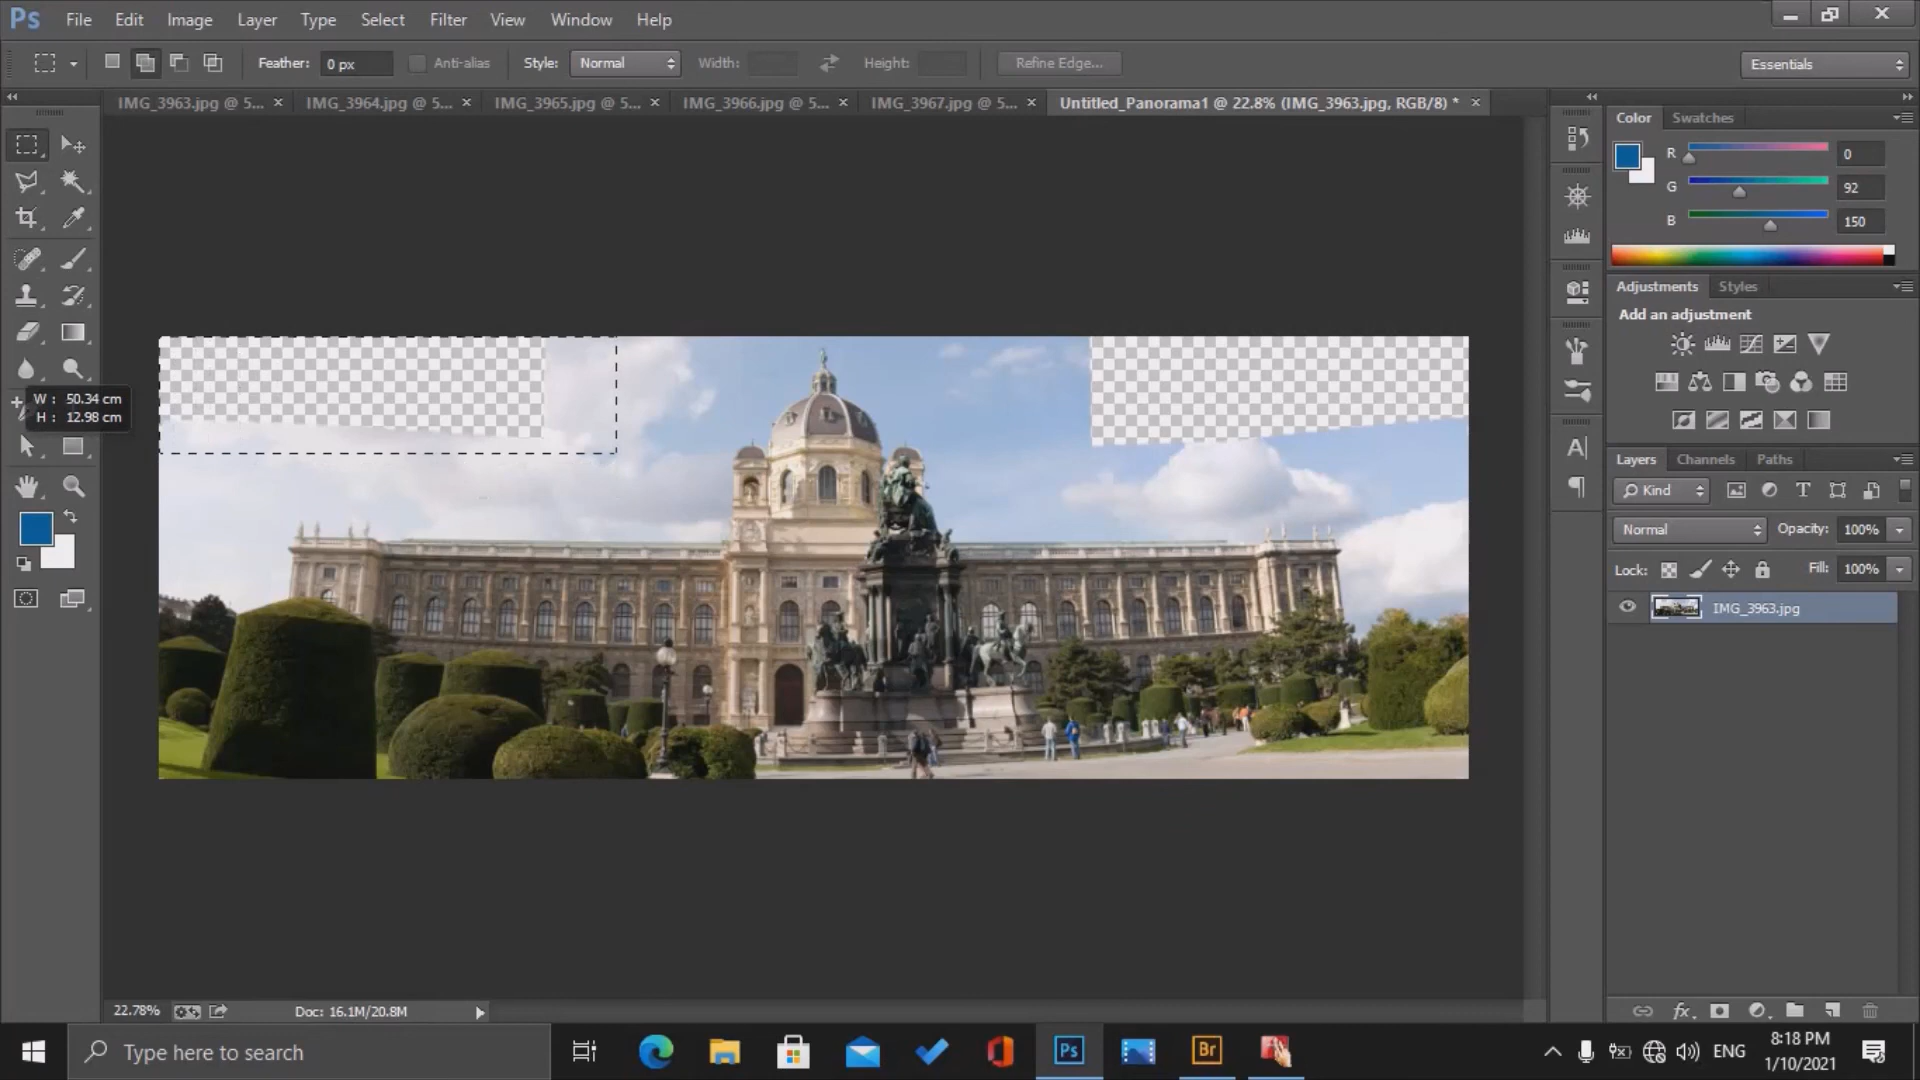 Ps File Edit Image Layer Type Select Filter View Window Help
Feather: 0 px Anti-alias Style: Normal Width: Height: Refine Edge... Essentials
IMG_3963.jpg @ 5... × IMG_3964.jpg @ 5... × IMG_3965.jpg @ 5... × IMG_3966.jpg @ 5... × IMG_3967.jpg @ 5... × Untitled_Panorama1 @ 22.8% (IMG_3963.jpg, RGB/8) * ×
Color Swatches
R 0
G 92
B 150
Adjustments Styles
Add an adjustment
W : 50.34 cm
H : 12.98 cm
Layers Channels Paths
Kind
Normal Opacity: 100%
Lock: Fill: 100%
IMG_3963.jpg
22.78% Doc: 16.1M/20.8M
Type here to search
Ps Br
ENG
8:18 PM
1/10/2021